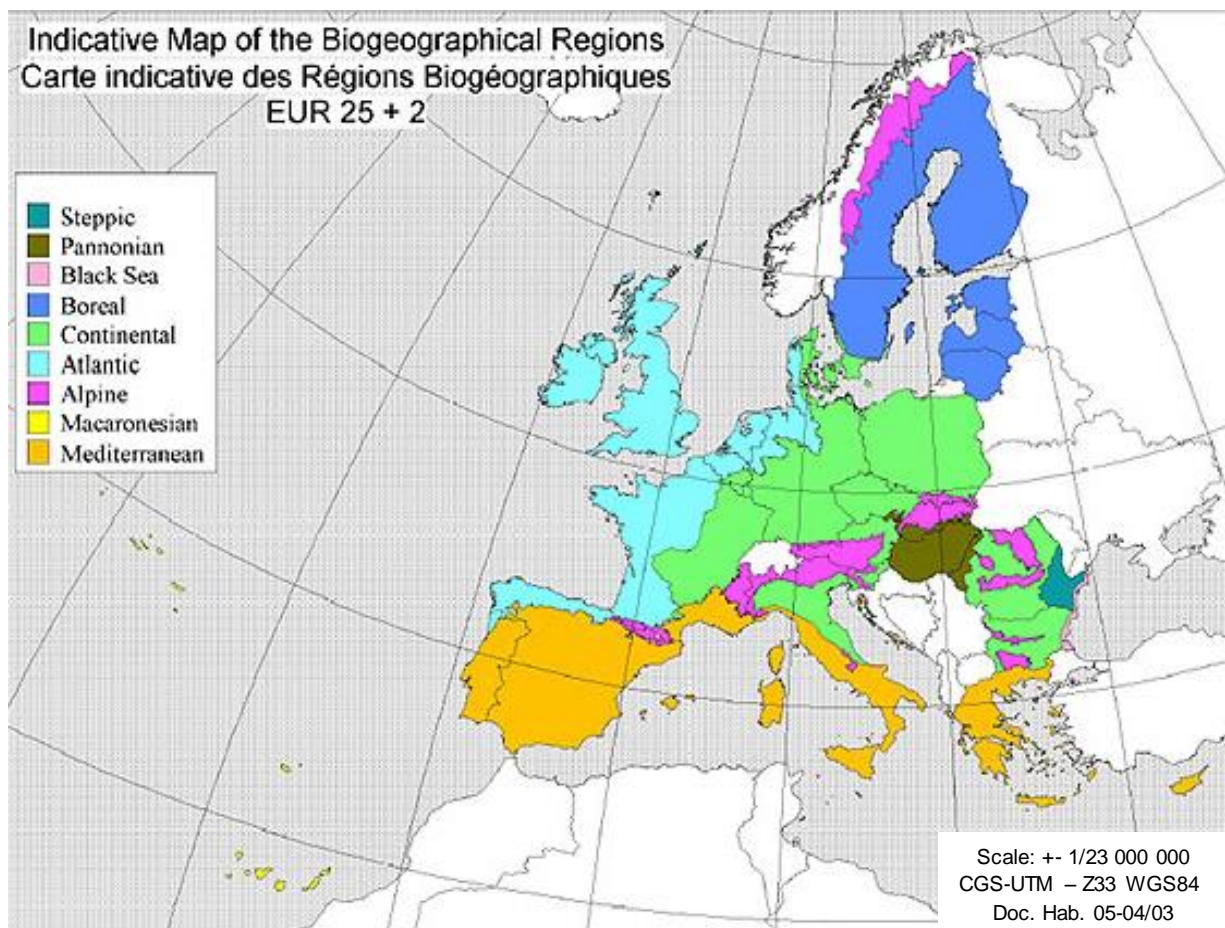 Indicative Map of the Biogeographical Regions
Carte indicative des Régions Biogéographiques
EUR 25 + 2
Steppic
Pannonian
Black Sea
Boreal
Continental
Atlantic
Alpine
Macaronesian
Mediterranean
Scale: +- 1/23 000 000
CGS-UTM – Z33 WGS84
Doc. Hab. 05-04/03